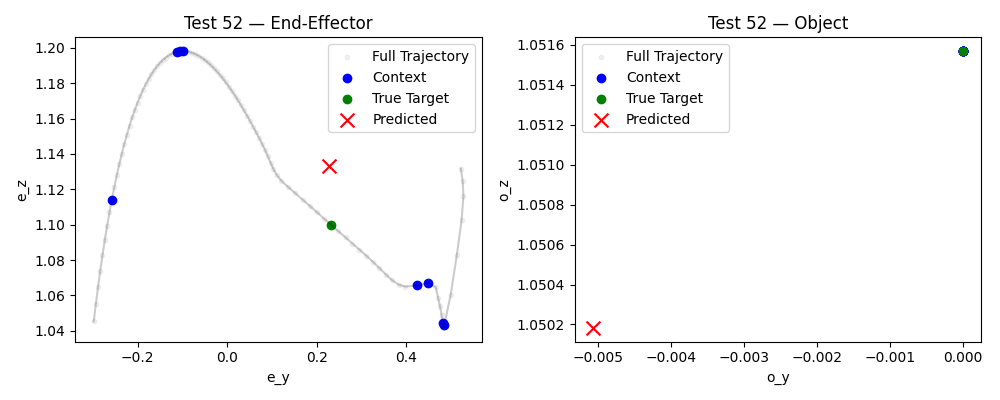 Test 52 — End-Effector
1.20
1.18
1.16
1.14
1.12
1.10
1.08
1.06
1.04
e_z
−0.2
0.0
0.2
0.4
e_y
Full Trajectory
Context
True Target
Predicted
Test 52 — Object
1.0516
1.0514
1.0512
1.0510
1.0508
1.0506
1.0504
1.0502
o_z
−0.005
−0.004
−0.003
−0.002
−0.001
0.000
o_y
Full Trajectory
Context
True Target
Predicted